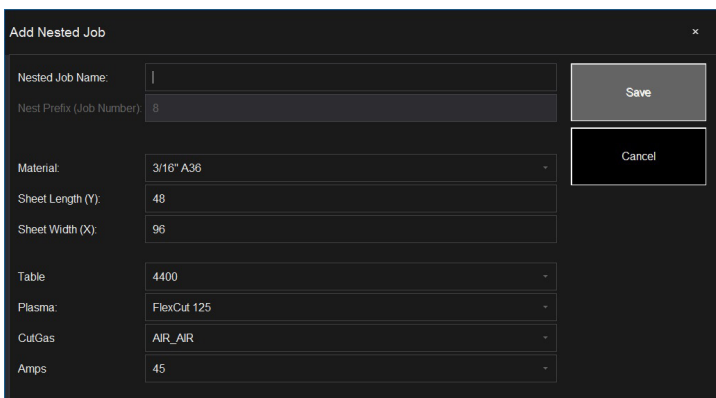 Add Nested Job ×
Nested Job Name:
Nest Prefix (Job Number): 8
Save
Cancel
Material: 3/16" A36
Sheet Length (Y): 48
Sheet Width (X): 96
Table 4400
Plasma: FlexCut 125
CutGas AIR_AIR
Amps 45